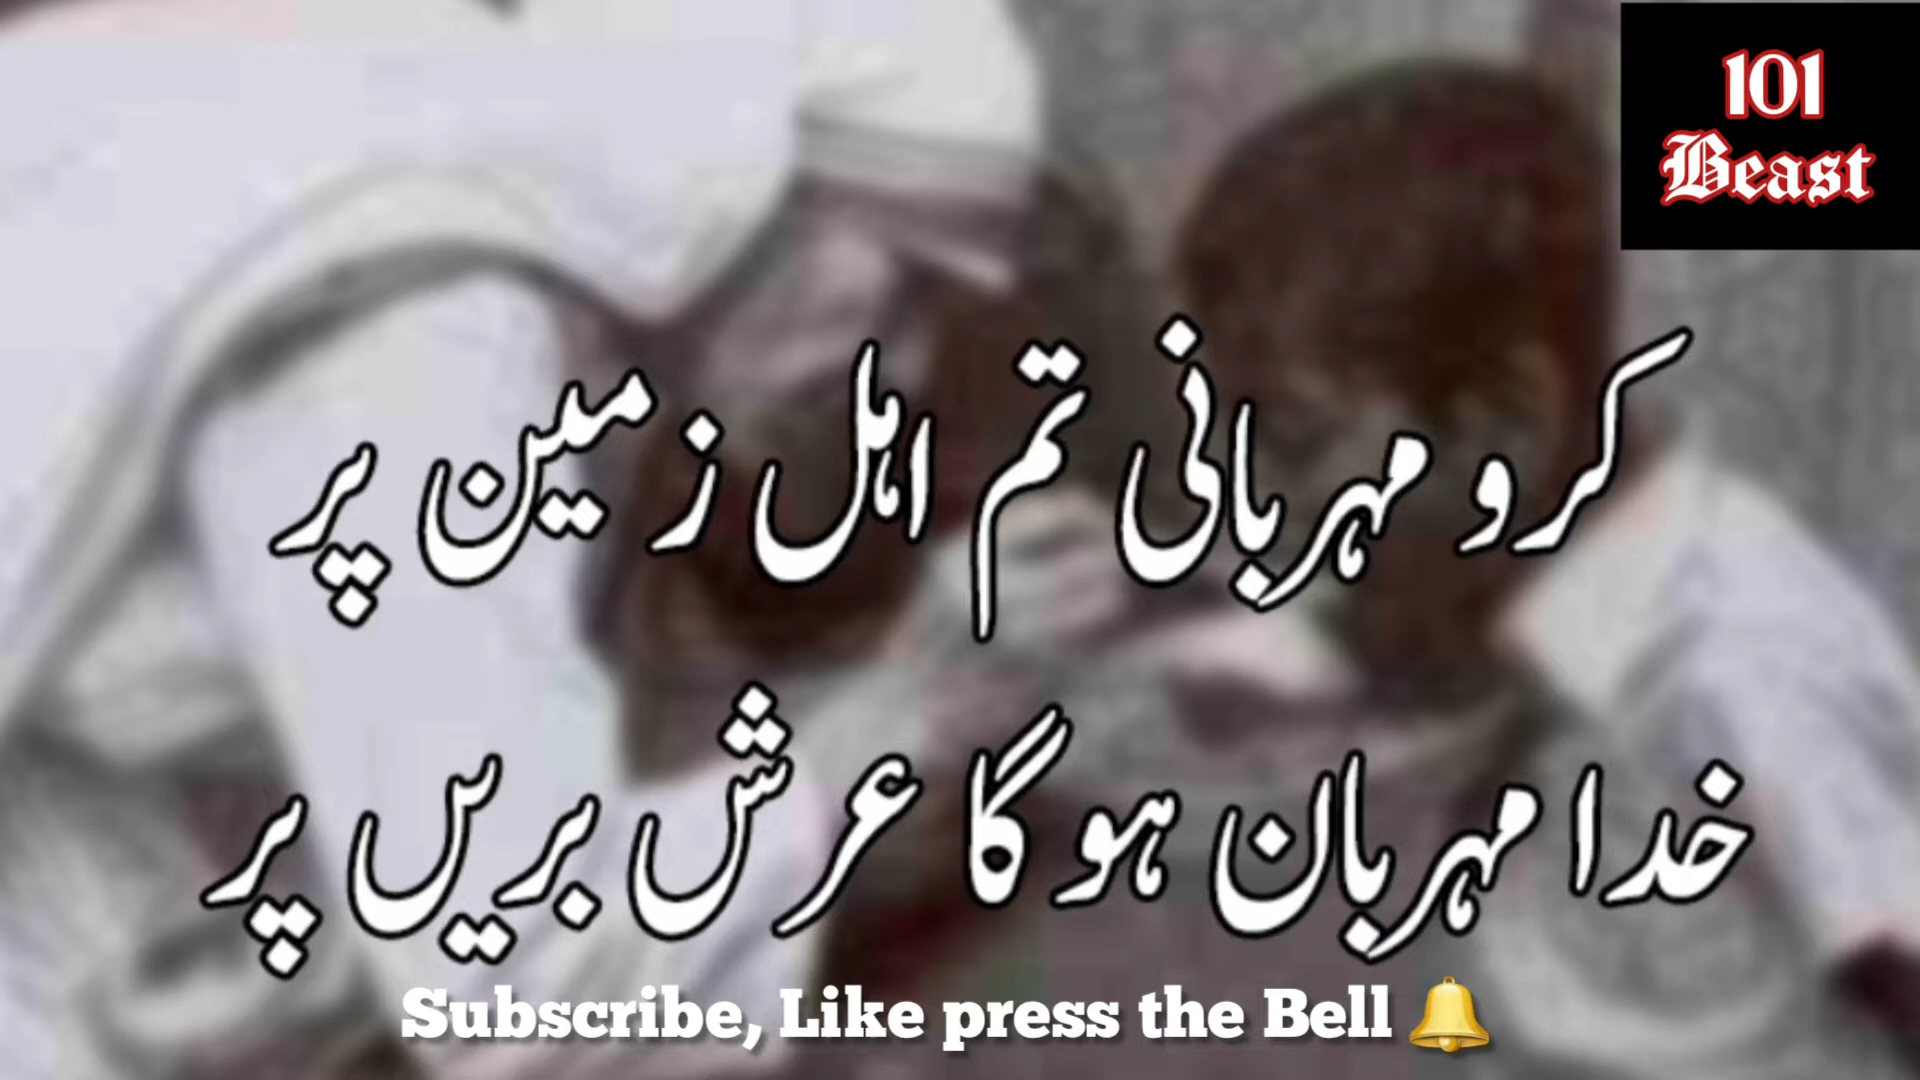 101
Beast
کرو مہربانی تم اہل زمین پر
خدا مہربان ہو گا عرش بریں پر
Subscribe, Like press the Bell 🔔